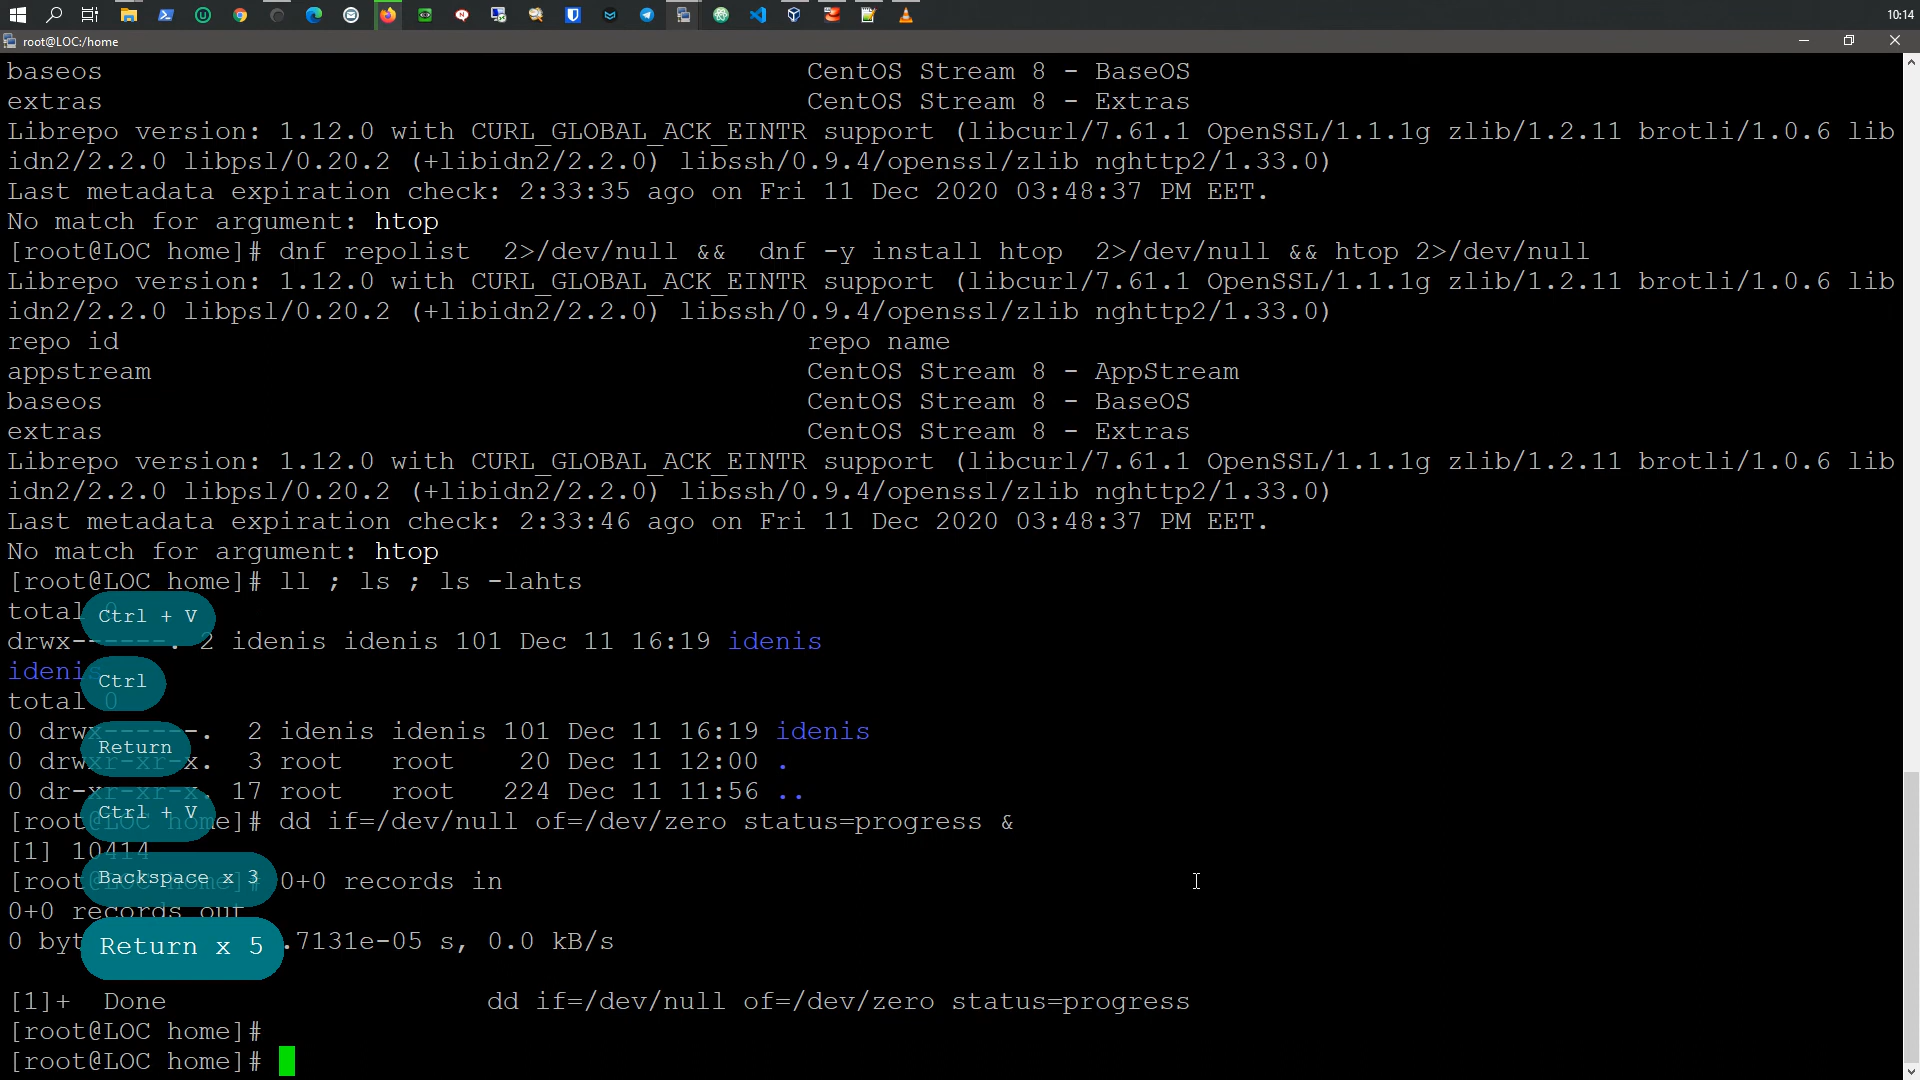 10:14
root@LOC:/home
baseos CentOS Stream 8 - BaseOS
extras CentOS Stream 8 - Extras
Librepo version: 1.12.0 with CURL_GLOBAL_ACK_EINTR support (libcurl/7.61.1 OpenSSL/1.1.1g zlib/1.2.11 brotli/1.0.6 lib
idn2/2.2.0 libpsl/0.20.2 (+libidn2/2.2.0) libssh/0.9.4/openssl/zlib nghttp2/1.33.0)
Last metadata expiration check: 2:33:35 ago on Fri 11 Dec 2020 03:48:37 PM EET.
No match for argument: htop
[root@LOC home]# dnf repolist  2>/dev/null &&  dnf -y install htop  2>/dev/null && htop 2>/dev/null
Librepo version: 1.12.0 with CURL_GLOBAL_ACK_EINTR support (libcurl/7.61.1 OpenSSL/1.1.1g zlib/1.2.11 brotli/1.0.6 lib
idn2/2.2.0 libpsl/0.20.2 (+libidn2/2.2.0) libssh/0.9.4/openssl/zlib nghttp2/1.33.0)
repo id repo name
appstream CentOS Stream 8 - AppStream
baseos CentOS Stream 8 - BaseOS
extras CentOS Stream 8 - Extras
Librepo version: 1.12.0 with CURL_GLOBAL_ACK_EINTR support (libcurl/7.61.1 OpenSSL/1.1.1g zlib/1.2.11 brotli/1.0.6 lib
idn2/2.2.0 libpsl/0.20.2 (+libidn2/2.2.0) libssh/0.9.4/openssl/zlib nghttp2/1.33.0)
Last metadata expiration check: 2:33:46 ago on Fri 11 Dec 2020 03:48:37 PM EET.
No match for argument: htop
[root@LOC home]# ll ; ls ; ls -lahts
total 0
Ctrl + V
drwx------. 2 idenis idenis 101 Dec 11 16:19 idenis
idenis
Ctrl
total 0
0 drwx------.  2 idenis idenis 101 Dec 11 16:19 idenis
Return
0 drwxr-xr-x.  3 root   root    20 Dec 11 12:00 .
0 dr-xr-xr-x. 17 root   root   224 Dec 11 11:56 ..
Ctrl + V
[root@LOC home]# dd if=/dev/null of=/dev/zero status=progress &
[1] 10414
Backspace x 3
[root@LOC home]# 0+0 records in
0+0 records out
Return x 5
0 byt .7131e-05 s, 0.0 kB/s
[1]+  Done dd if=/dev/null of=/dev/zero status=progress
[root@LOC home]#
[root@LOC home]#